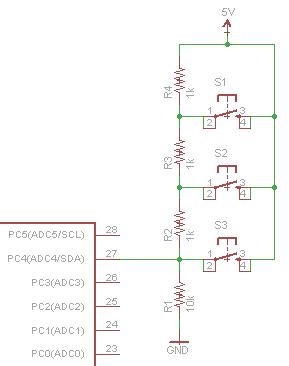 5V
R4
1k
S1
1
2
3
4
R3
1k
S2
1
2
3
4
R2
1k
S3
1
2
3
4
R1
10k
GND
PC5(ADC5/SCL) 28
PC4(ADC4/SDA) 27
PC3(ADC3) 26
PC2(ADC2) 25
PC1(ADC1) 24
PC0(ADC0) 23